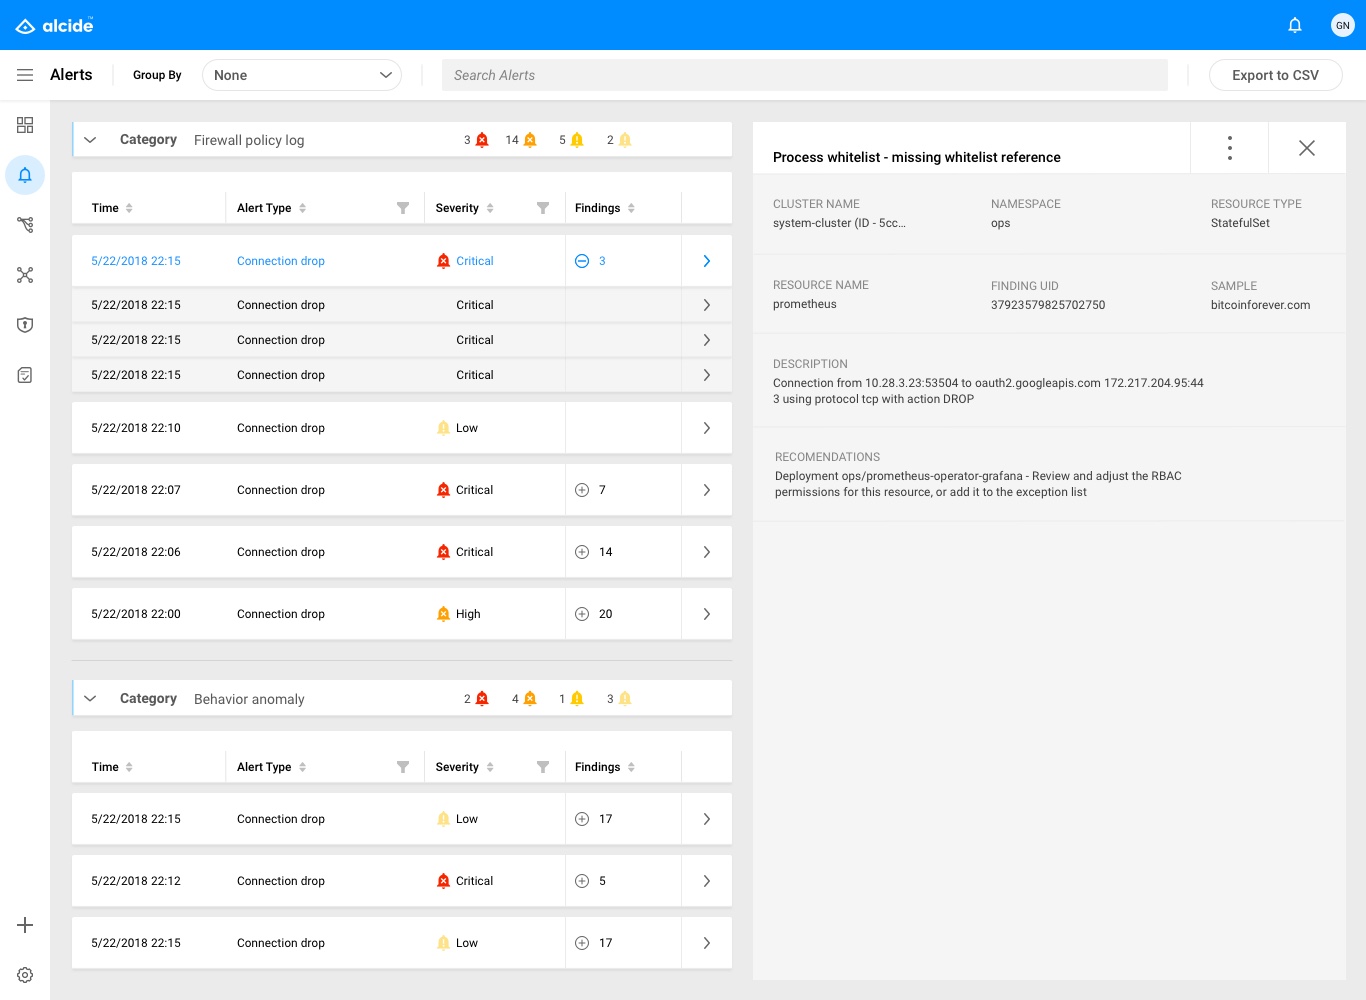 alcide™
GN
Alerts
Group By
None
Search Alerts
Export to CSV
Category Firewall policy log 3 14 5 2
Time Alert Type Severity Findings
5/22/2018 22:15 Connection drop Critical 3
5/22/2018 22:15 Connection drop Critical
5/22/2018 22:15 Connection drop Critical
5/22/2018 22:15 Connection drop Critical
5/22/2018 22:10 Connection drop Low
5/22/2018 22:07 Connection drop Critical 7
5/22/2018 22:06 Connection drop Critical 14
5/22/2018 22:00 Connection drop High 20
Category Behavior anomaly 2 4 1 3
Time Alert Type Severity Findings
5/22/2018 22:15 Connection drop Low 17
5/22/2018 22:12 Connection drop Critical 5
5/22/2018 22:15 Connection drop Low 17
Process whitelist - missing whitelist reference
CLUSTER NAME NAMESPACE RESOURCE TYPE
system-cluster (ID - 5cc... ops StatefulSet
RESOURCE NAME FINDING UID SAMPLE
prometheus 37923579825702750 bitcoinforever.com
DESCRIPTION
Connection from 10.28.3.23:53504 to oauth2.googleapis.com 172.217.204.95:44
3 using protocol tcp with action DROP
RECOMENDATIONS
Deployment ops/prometheus-operator-grafana - Review and adjust the RBAC
permissions for this resource, or add it to the exception list